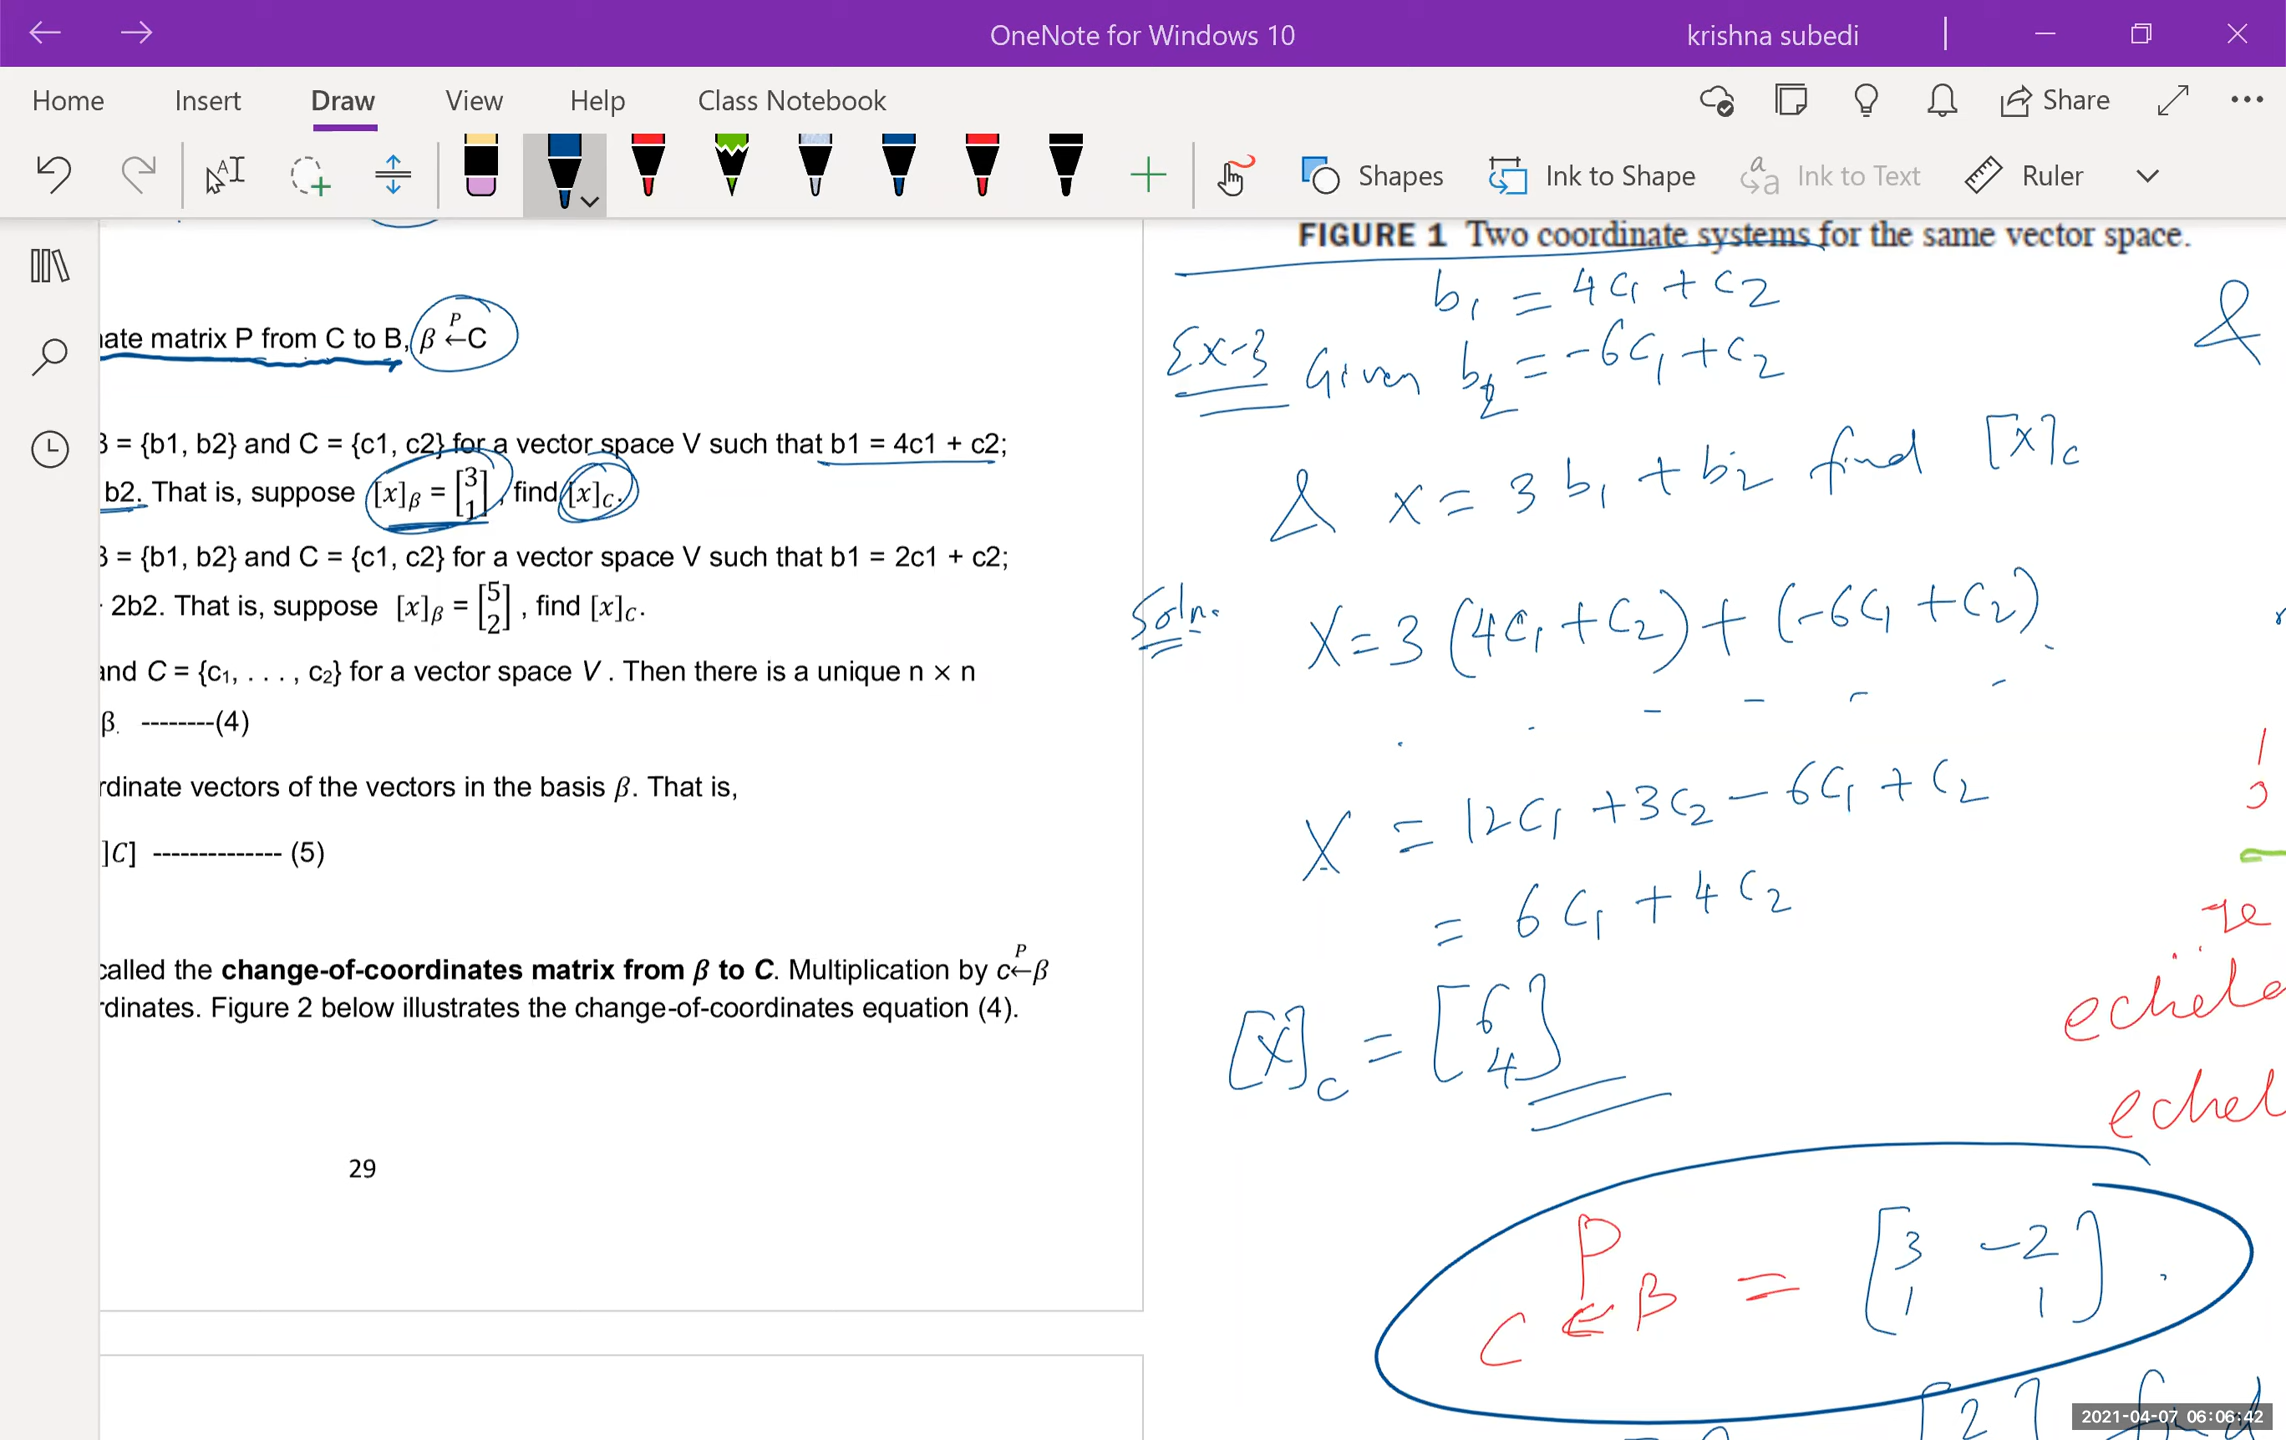 OneNote for Windows 10
krishna subedi
Home Insert Draw View Help Class Notebook
Share
Shapes Ink to Shape Ink to Text Ruler
ate matrix P from C to B, β P ← C
= {b1, b2} and C = {c1, c2} for a vector space V such that b1 = 4c1 + c2;
b2. That is, suppose [x]β = [3 1] , find [x]C.
= {b1, b2} and C = {c1, c2} for a vector space V such that b1 = 2c1 + c2;
2b2. That is, suppose [x]β = [5 2] , find [x]C.
and C = {c1, . . . , c2} for a vector space V . Then there is a unique n × n
β. --------(4)
rdinate vectors of the vectors in the basis β. That is,
]C] -------------- (5)
called the change-of-coordinates matrix from β to C. Multiplication by c P ← β
rdinates. Figure 2 below illustrates the change-of-coordinates equation (4).
29
FIGURE 1 Two coordinate systems for the same vector space.
b1 = 4c1 + c2
&
Ex-3 Given b2 = -6c1 + c2
& x = 3b1 + b2 find [x]c
Soln. X = 3(4c1 + c2) + (-6c1 + c2).
X = 12c1 + 3c2 - 6c1 + c2
= 6c1 + 4c2
[x]c = [6 4]
P C ← β = [3 -2 1 1].
2 find
2021-04-07 06:06:42